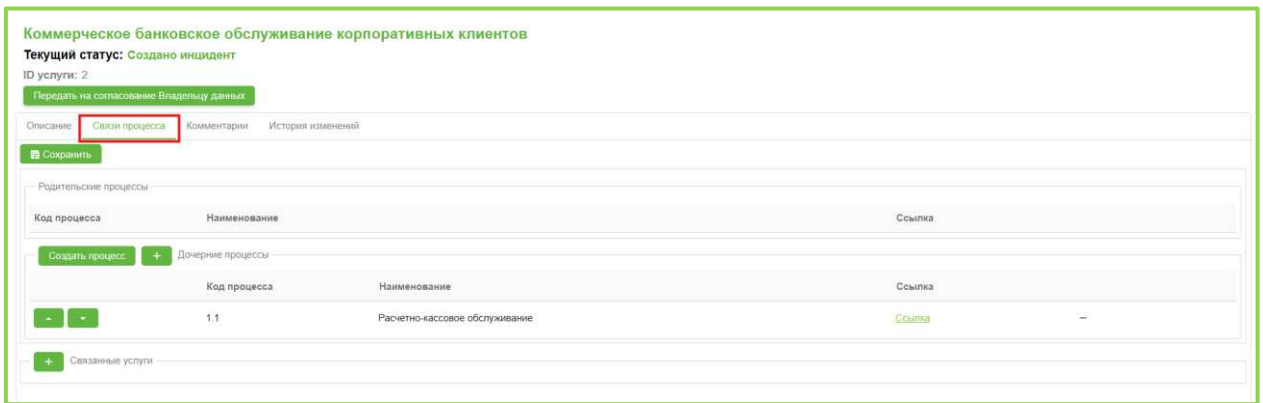 Коммерческое банковское обслуживание корпоративных клиентов
Текущий статус: Создано инцидент
ID услуги: 2
Передать на согласование Владельцу данных
Описание Связи процесса Комментарии История изменений
Сохранить
Родительские процессы
Код процесса Наименование Ссылка
Создать процесс + Дочерние процессы
Код процесса Наименование Ссылка
1.1 Расчетно-кассовое обслуживание Ссылка –
+ Связанные услуги